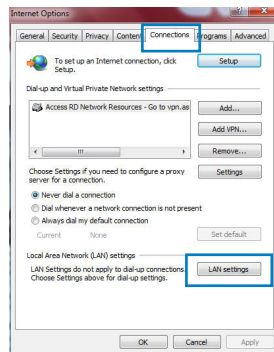 Internet Options
General Security Privacy Content Connections Programs Advanced
To set up an Internet connection, click Setup.
Setup
Dial-up and Virtual Private Network settings
Access RD Network Resources - Go to vpn.as
Add...
Add VPN...
Remove...
Choose Settings if you need to configure a proxy
server for a connection.
Settings
Never dial a connection
Dial whenever a network connection is not present
Always dial my default connection
Current None
Set default
Local Area Network (LAN) settings
LAN Settings do not apply to dial-up connections.
Choose Settings above for dial-up settings.
LAN settings
OK Cancel Apply